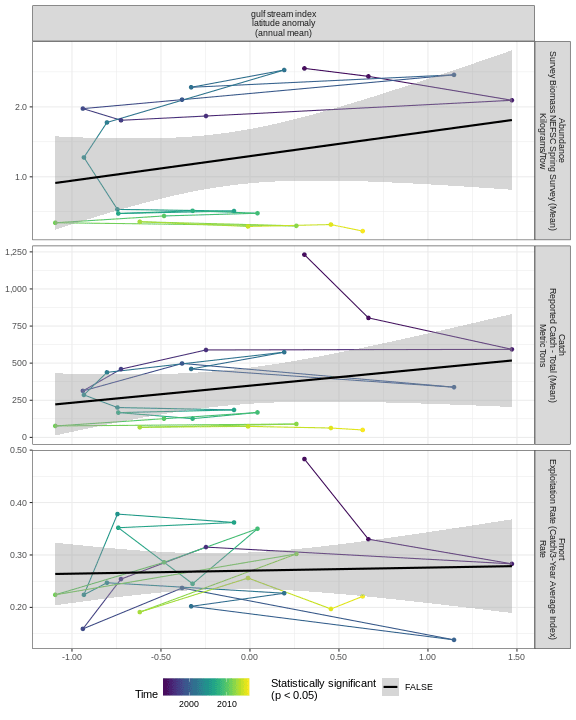 gulf stream index
latitude anomaly
(annual mean)
2.0
1.0
Abundance
Survey Biomass NEFSC Spring Survey (Mean)
Kilograms/Tow
1,250
1,000
750
500
250
0
Catch
Reported Catch - Total (Mean)
Metric Tons
0.50
0.40
0.30
0.20
Fmort
Exploitation Rate (Catch/3-Year Average Index)
Rate
-1.00
-0.50
0.00
0.50
1.00
1.50
Time
2000
2010
Statistically significant
(p < 0.05)
FALSE